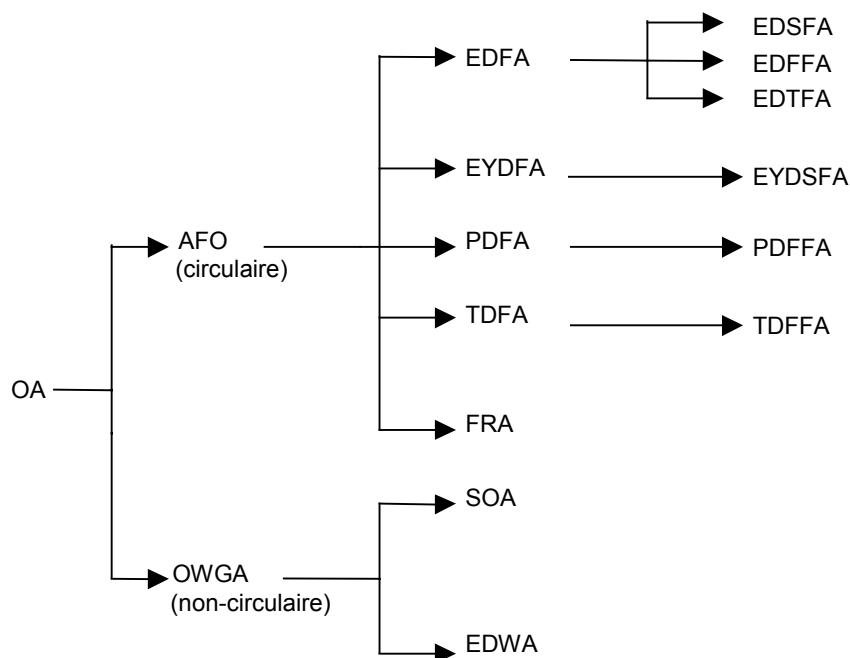 EDSFA
EDFA
EDFFA
EDTFA
EYDFA
EYDSFA
AFO
(circulaire)
PDFA
PDFFA
TDFA
TDFFA
OA
FRA
SOA
OWGA
(non-circulaire)
EDWA